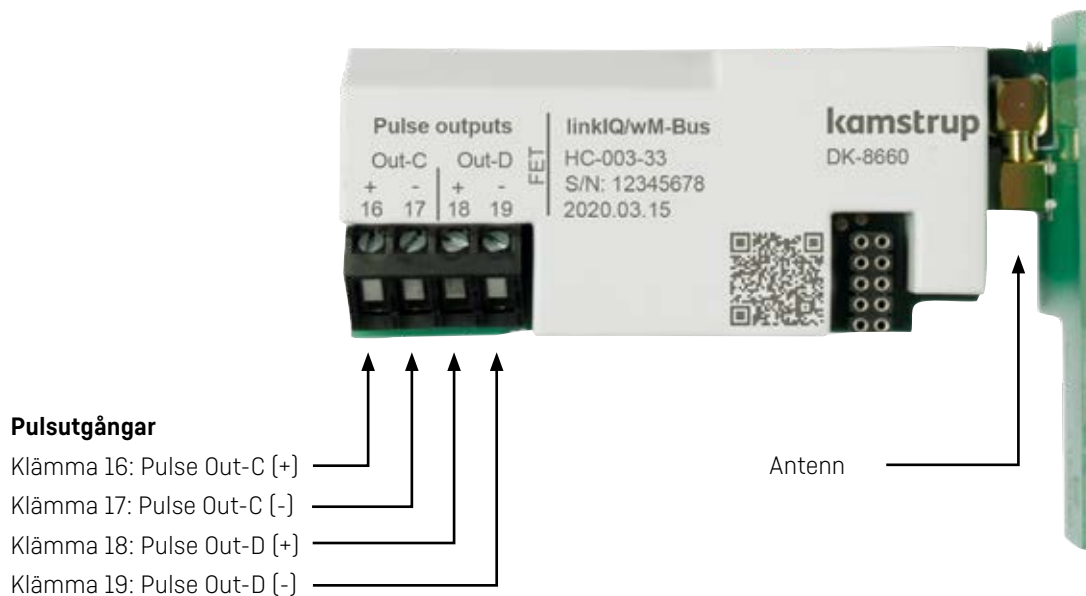 Pulse outputs
Out-C Out-D
+ - + -
16 17 18 19
FET
linkIQ/wM-Bus
HC-003-33
S/N: 12345678
2020.03.15
kamstrup
DK-8660
Pulsutgångar
Klämma 16: Pulse Out-C (+)
Klämma 17: Pulse Out-C (-)
Klämma 18: Pulse Out-D (+)
Klämma 19: Pulse Out-D (-)
Antenn